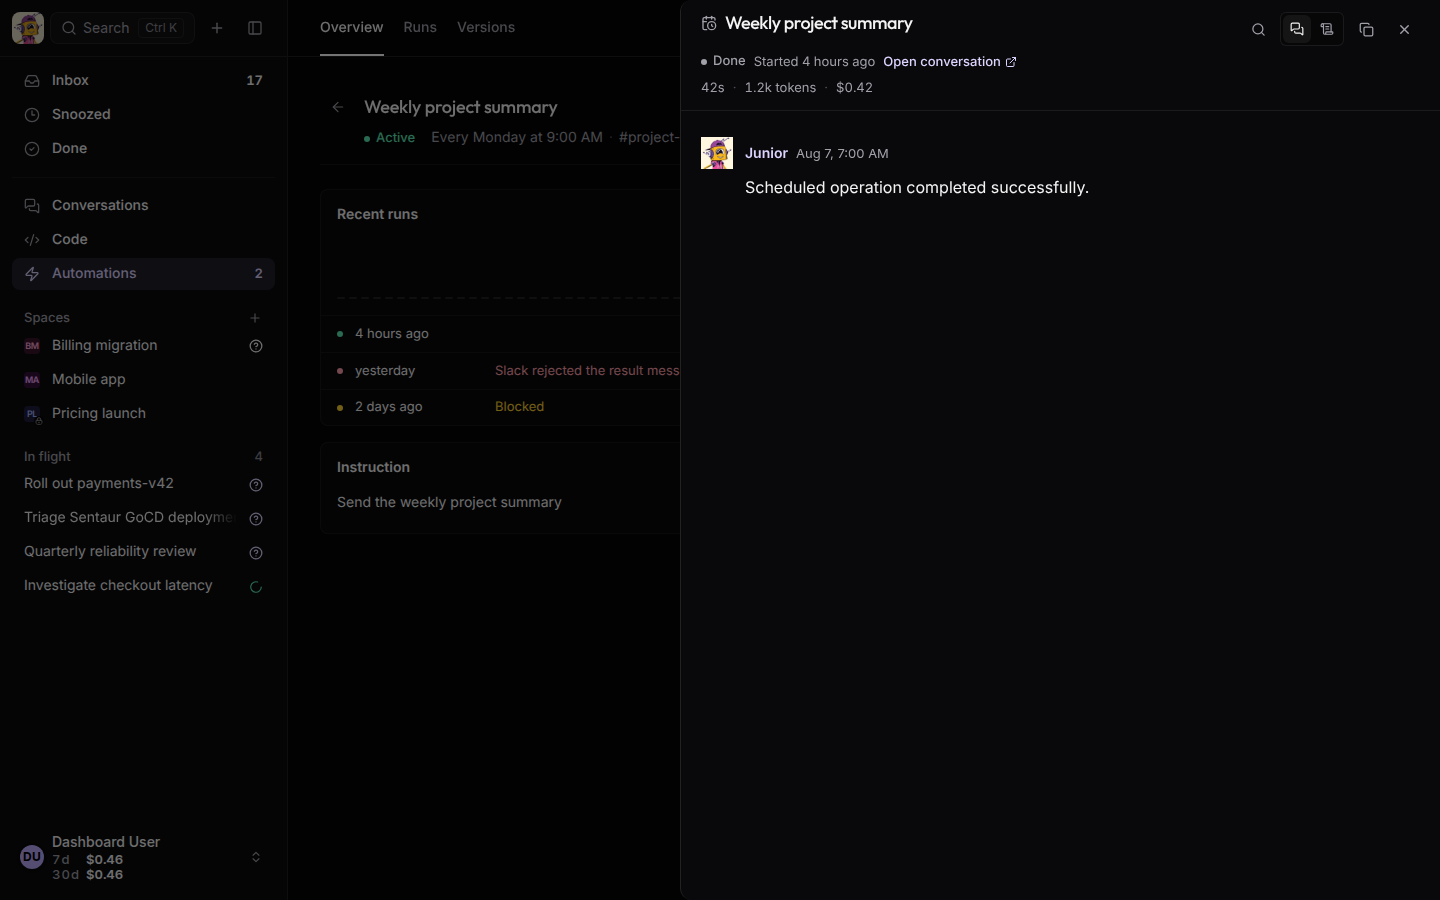 Search Ctrl K
Inbox 17
Snoozed
Done
Conversations
Code
Automations 2
Spaces
BM Billing migration
MA Mobile app
PL Pricing launch
In flight 4
Roll out payments-v42
Triage Sentaur GoCD deployme
Quarterly reliability review
Investigate checkout latency
DU Dashboard User
7d $0.46
30d $0.46
Overview Runs Versions
Weekly project summary
Active Every Monday at 9:00 AM · #project-
Recent runs
4 hours ago
yesterday Slack rejected the result mess
2 days ago Blocked
Instruction
Send the weekly project summary
Weekly project summary
Done Started 4 hours ago Open conversation
42s · 1.2k tokens · $0.42
Junior Aug 7, 7:00 AM
Scheduled operation completed successfully.